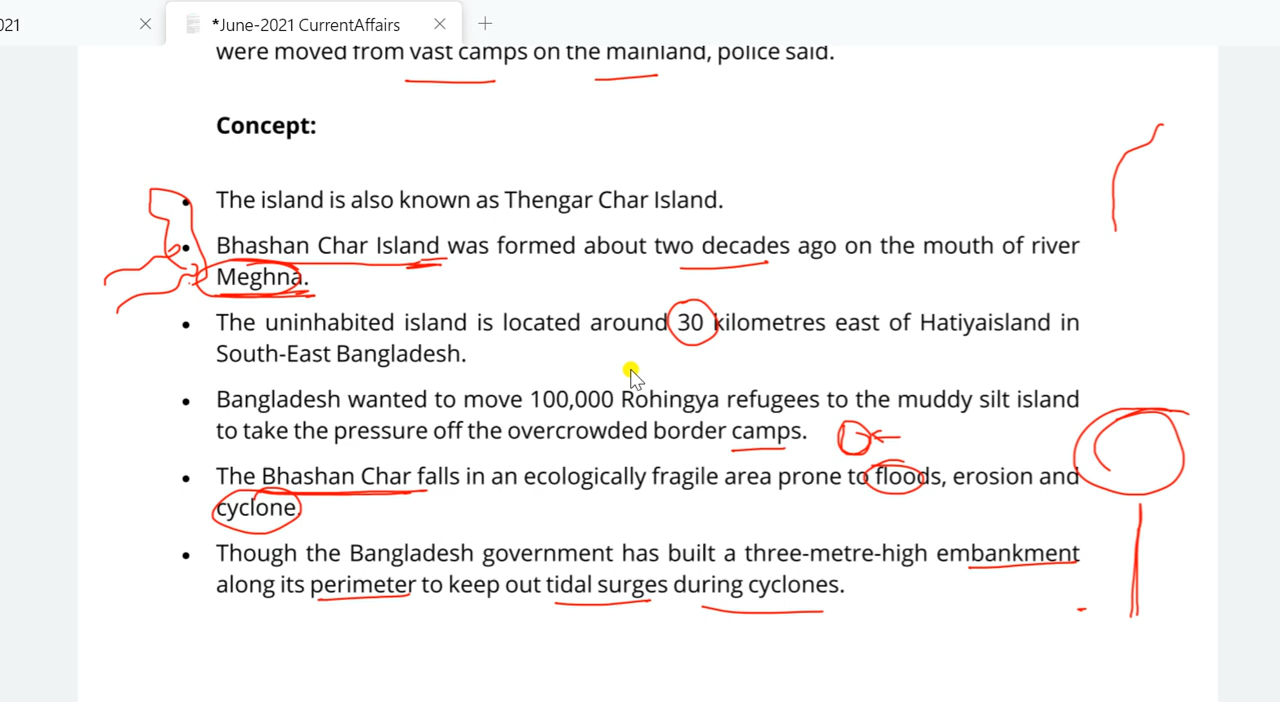 021
*June-2021 CurrentAffairs
were moved from vast camps on the mainland, police said.
Concept:
• The island is also known as Thengar Char Island.
• Bhashan Char Island was formed about two decades ago on the mouth of river
Meghna.
• The uninhabited island is located around 30 kilometres east of Hatiyaisland in
South-East Bangladesh.
• Bangladesh wanted to move 100,000 Rohingya refugees to the muddy silt island
to take the pressure off the overcrowded border camps.
• The Bhashan Char falls in an ecologically fragile area prone to floods, erosion and
cyclone.
• Though the Bangladesh government has built a three-metre-high embankment
along its perimeter to keep out tidal surges during cyclones.